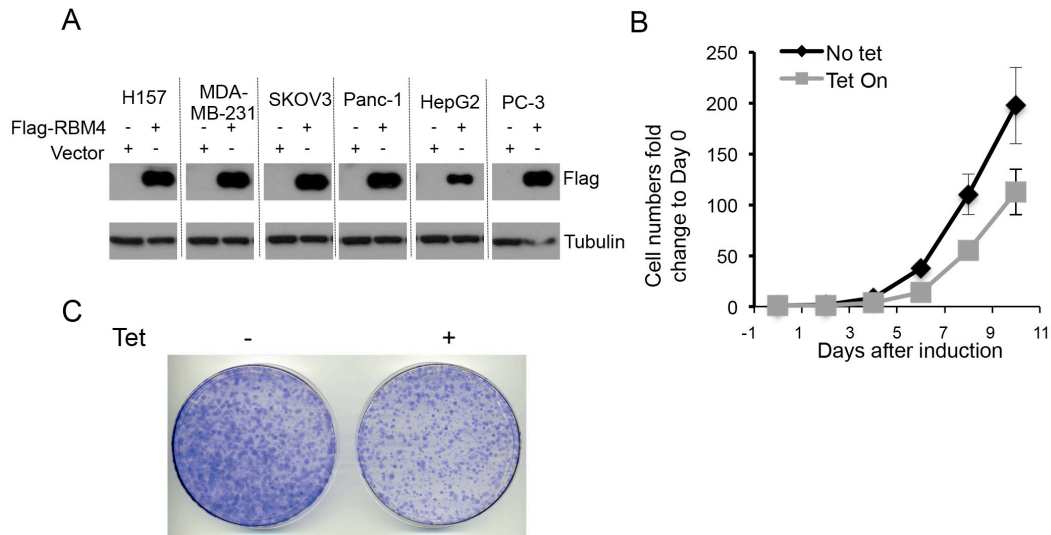 A
H157 MDA-MB-231 SKOV3 Panc-1 HepG2 PC-3
Flag-RBM4 - + - + - + - + - + - +
Vector + - + - + - + - + - + -
Flag
Tubulin
B
No tet
Tet On
Cell numbers fold
change to Day 0
250
200
150
100
50
0
-1 1 3 5 7 9 11
Days after induction
C
Tet - +